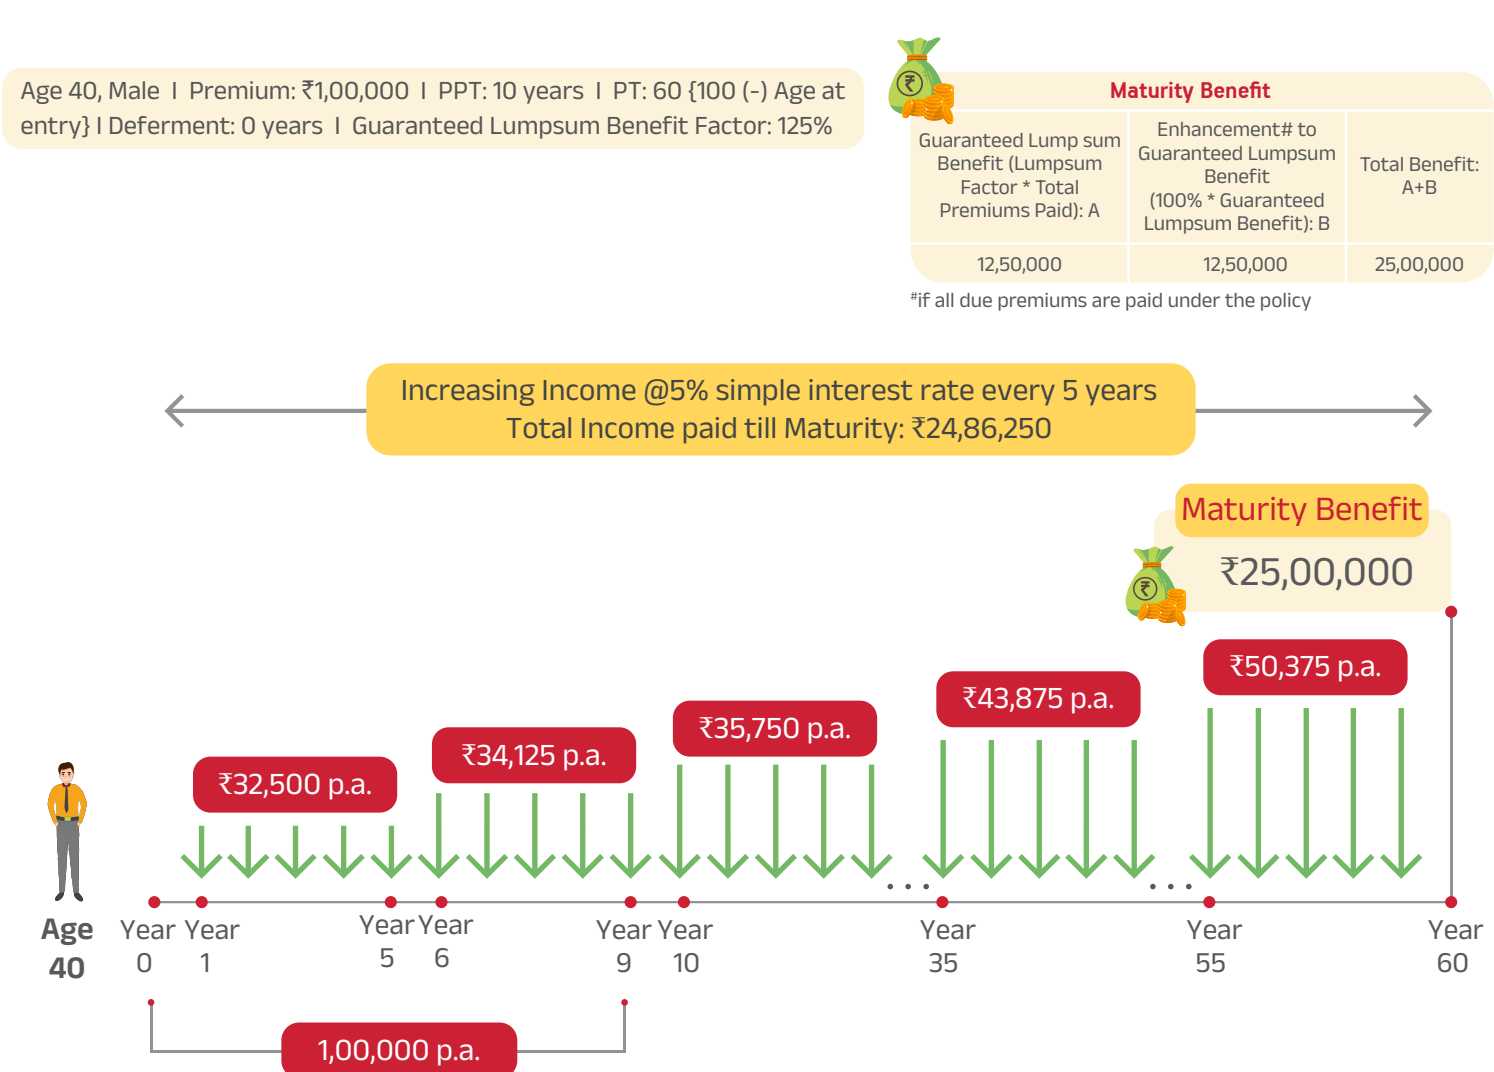 Age 40, Male I Premium: ₹1,00,000 I PPT: 10 years I PT: 60 {100 (-) Age at
entry} I Deferment: 0 years I Guaranteed Lumpsum Benefit Factor: 125%
₹
Maturity Benefit
Guaranteed Lump sum
Benefit (Lumpsum
Factor * Total
Premiums Paid): A
Enhancement# to
Guaranteed Lumpsum
Benefit
(100% * Guaranteed
Lumpsum Benefit): B
Total Benefit:
A+B
12,50,000
12,50,000
25,00,000
#if all due premiums are paid under the policy
Increasing Income @5% simple interest rate every 5 years
Total Income paid till Maturity: ₹24,86,250
Maturity Benefit
₹25,00,000
₹
₹32,500 p.a.
₹34,125 p.a.
₹35,750 p.a.
₹43,875 p.a.
₹50,375 p.a.
...
...
Age
40
Year
0
Year
1
Year
5
Year
6
Year
9
Year
10
Year
35
Year
55
Year
60
1,00,000 p.a.